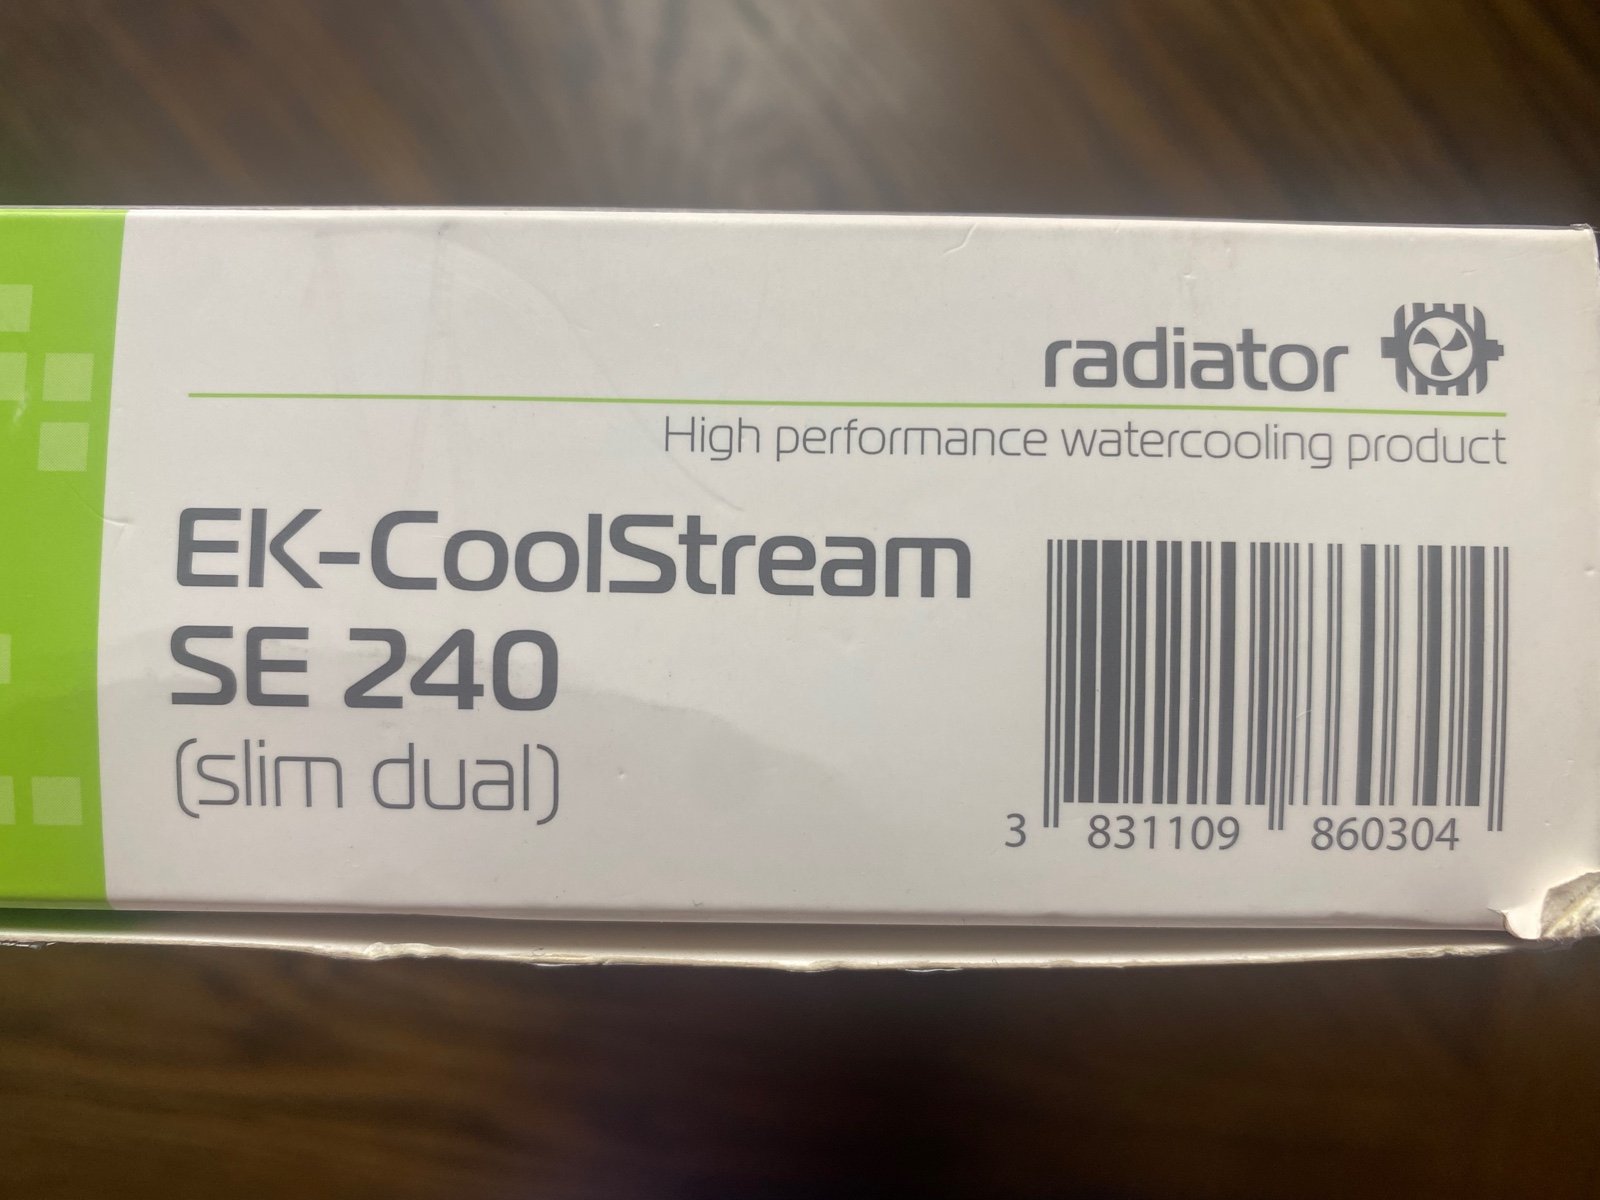 radiator
High performance watercooling product
EK-CoolStream
SE 240
(slim dual)
3 831109 860304